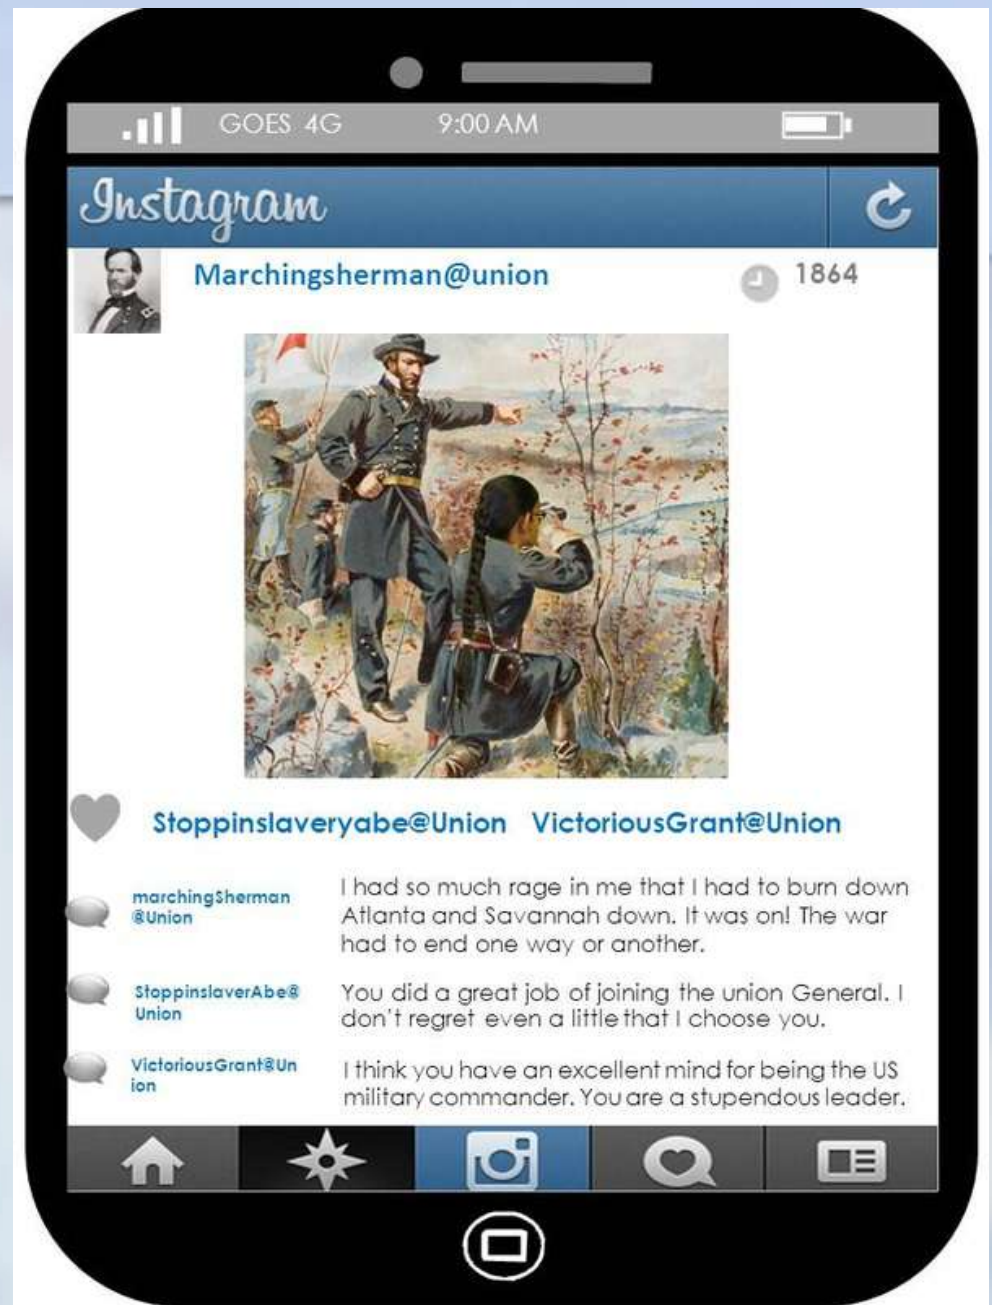 GOES 4G 9:00 AM
Instagram
Marchingsherman@union 1864
StoppinslaveryAbe@Union VictoriousGrant@Union
marchingSherman
@Union
I had so much rage in me that I had to burn down
Atlanta and Savannah down. It was on! The war
had to end one way or another.
StoppinslaverAbe@
Union
You did a great job of joining the union General. I
don't regret even a little that I choose you.
VictoriousGrant@Un
ion
I think you have an excellent mind for being the US
military commander. You are a stupendous leader.